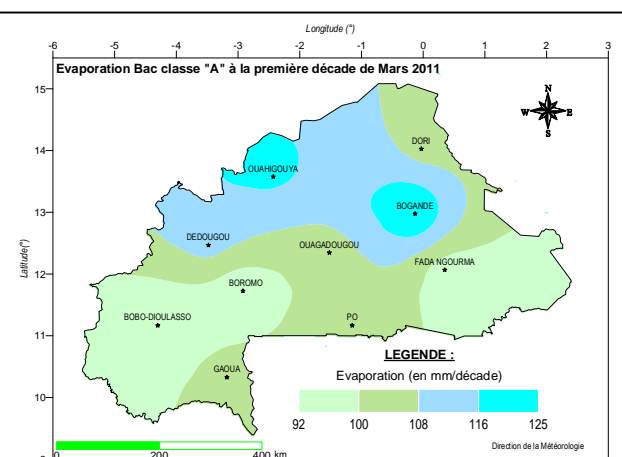 Longitude (°)
-6 -5 -4 -3 -2 -1 0 1 2 3
Evaporation Bac classe "A" à la première décade de Mars 2011
15
N
W E
S
14
DORI
OUAHIGOUYA
13
BOGANDE
DEDOUGOU
OUAGADOUGOU
Latitude(°)
12
FADA NGOURMA
BOROMO
BOBO-DIOULASSO
PO
11
LEGENDE :
GAOUA
Evaporation (en mm/décade)
10
92 100 108 116 125
Direction de la Météorologie
0 200 400 km